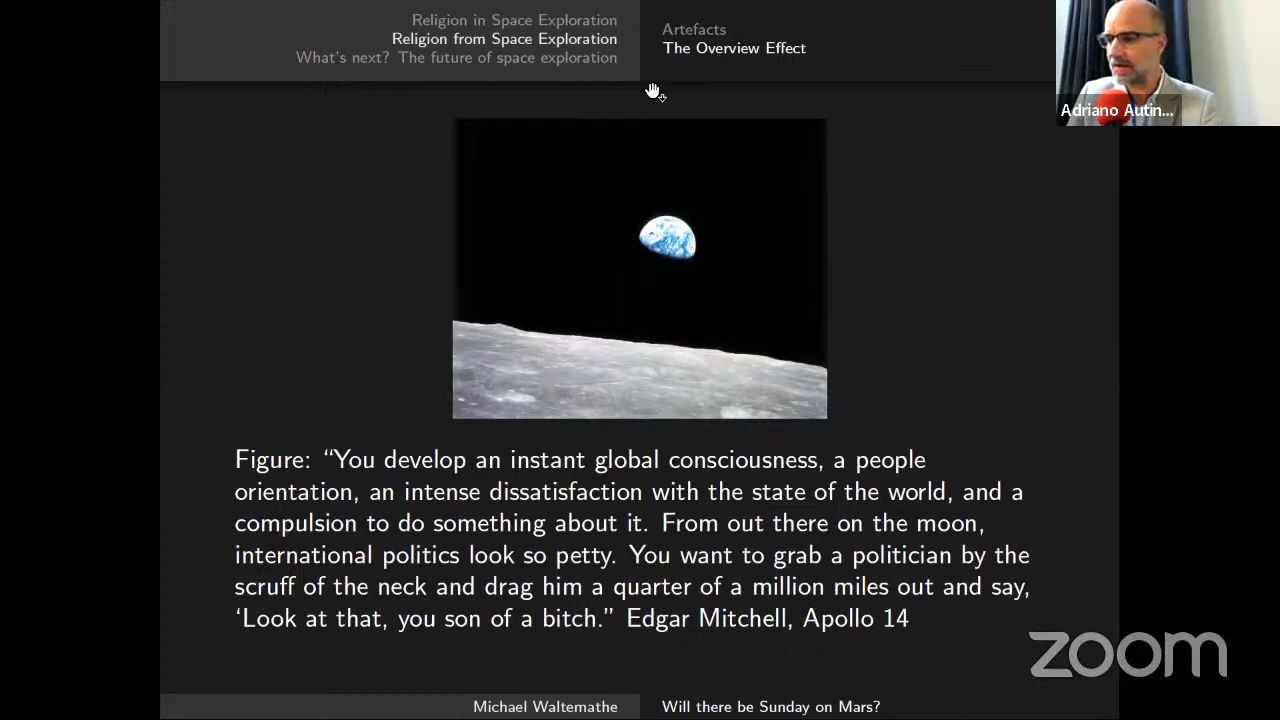 Religion in Space Exploration
Religion from Space Exploration
What's next? The future of space exploration
Artefacts
The Overview Effect
Adriano Autin...
Figure: “You develop an instant global consciousness, a people
orientation, an intense dissatisfaction with the state of the world, and a
compulsion to do something about it. From out there on the moon,
international politics look so petty. You want to grab a politician by the
scruff of the neck and drag him a quarter of a million miles out and say,
‘Look at that, you son of a bitch.” Edgar Mitchell, Apollo 14
zoom
Michael Waltemathe
Will there be Sunday on Mars?